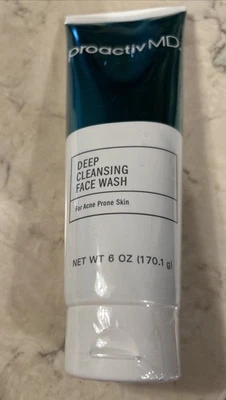 proactivMD.
DEEP
CLEANSING
FACE WASH
For Acne Prone Skin
NET WT 6 OZ (170.1 g)